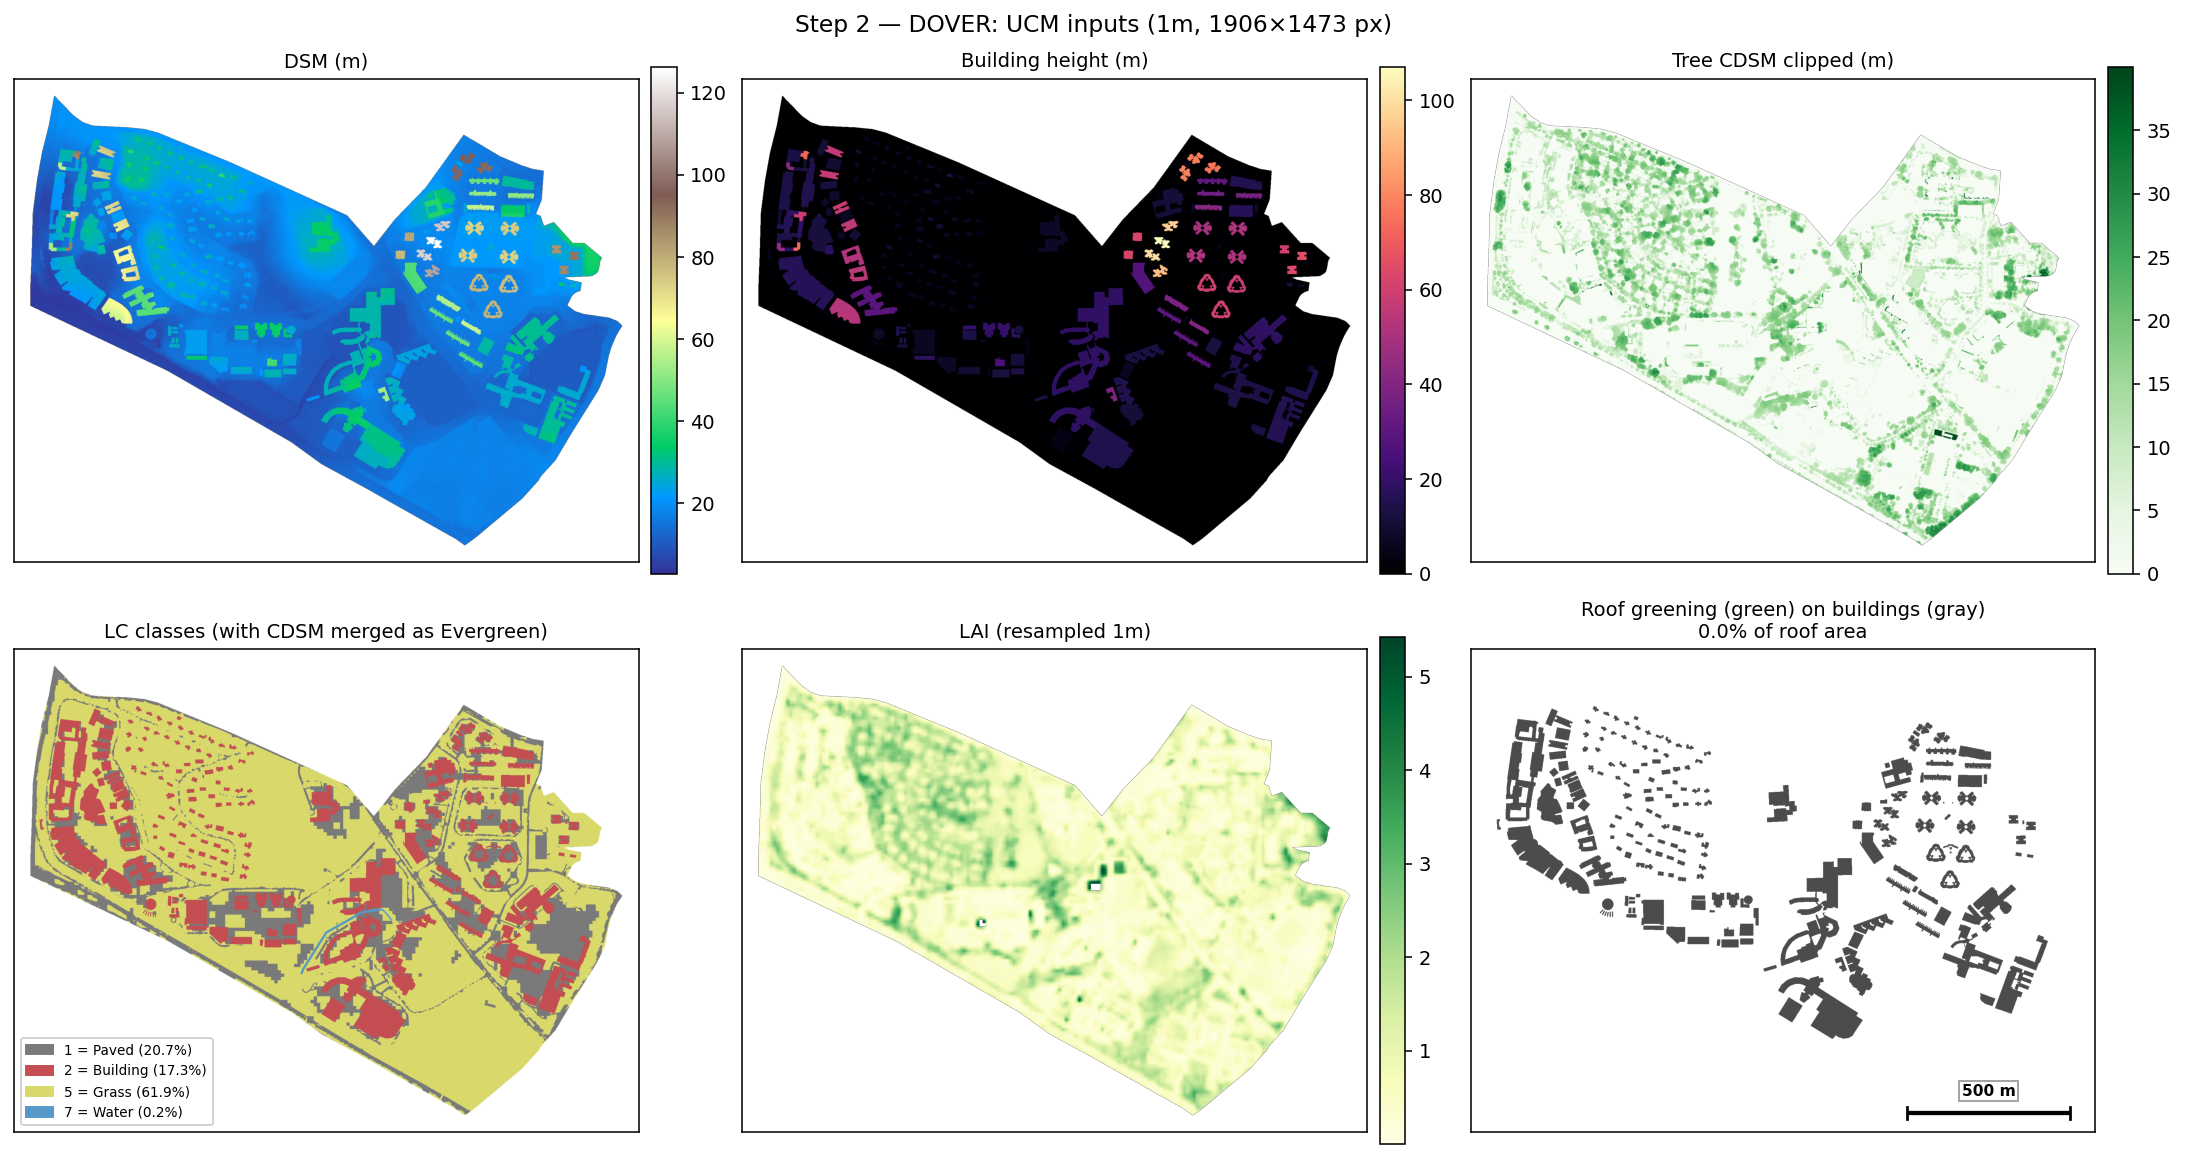 Step 2 — DOVER: UCM inputs (1m, 1906×1473 px)
DSM (m)
120
100
80
60
40
20
Building height (m)
100
80
60
40
20
0
Tree CDSM clipped (m)
35
30
25
20
15
10
5
0
LC classes (with CDSM merged as Evergreen)
1 = Paved (20.7%)
2 = Building (17.3%)
5 = Grass (61.9%)
7 = Water (0.2%)
LAI (resampled 1m)
5
4
3
2
1
Roof greening (green) on buildings (gray)
0.0% of roof area
500 m